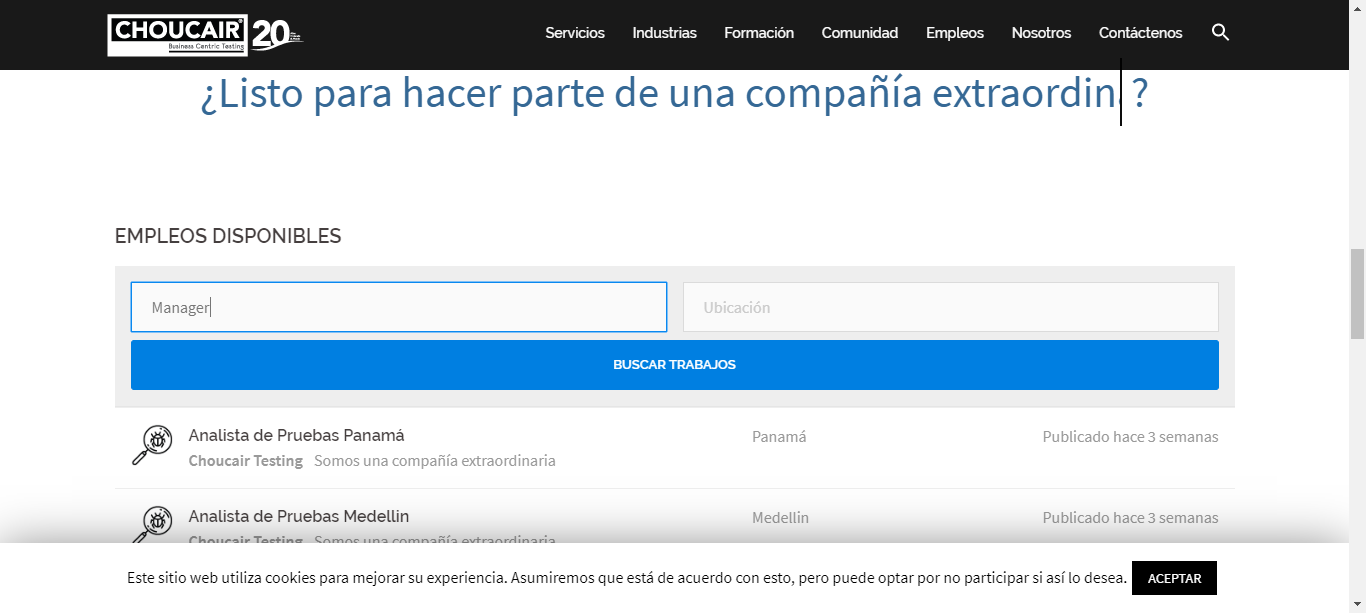 CHOUCAIR®
Business Centric Testing
20
Servicios Industrias Formación Comunidad Empleos Nosotros Contáctenos
¿Listo para hacer parte de una compañía extraordin ?
EMPLEOS DISPONIBLES
Manager
Ubicación
BUSCAR TRABAJOS
Analista de Pruebas Panamá Panamá Publicado hace 3 semanas
Choucair Testing Somos una compañía extraordinaria
Analista de Pruebas Medellin Medellin Publicado hace 3 semanas
Choucair Testing Somos una compañía extraordinaria
Este sitio web utiliza cookies para mejorar su experiencia. Asumiremos que está de acuerdo con esto, pero puede optar por no participar si así lo desea. ACEPTAR